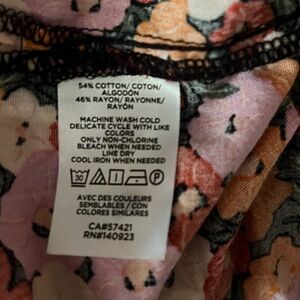 54% COTTON/ COTON/
ALGODÓN
46% RAYON/ RAYONNE/
RAYÓN
MACHINE WASH COLD
DELICATE CYCLE WITH LIKE
COLORS
ONLY NON-CHLORINE
BLEACH WHEN NEEDED
LINE DRY
COOL IRON WHEN NEEDED
30
AVEC DES COULEURS
SEMBLABLES / CON
COLORES SIMILARES
CA#57421
RN#140923